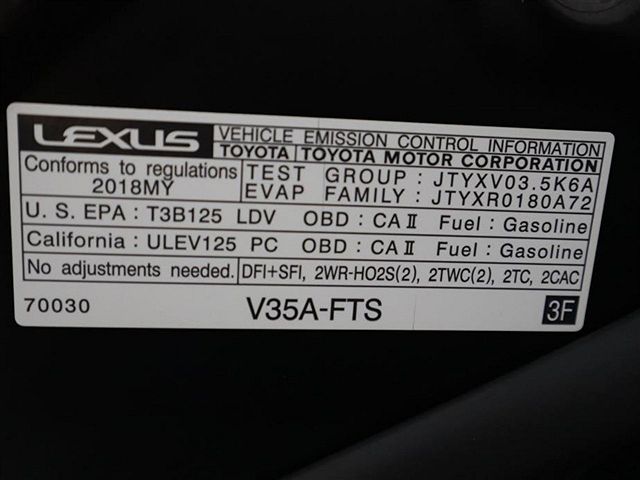 LEXUS
VEHICLE EMISSION CONTROL INFORMATION
TOYOTA TOYOTA MOTOR CORPORATION
Conforms to regulations
2018MY
TEST GROUP : JTYXV03.5K6A
EVAP FAMILY : JTYXR0180A72
U. S. EPA : T3B125 LDV OBD : CA II Fuel : Gasoline
California : ULEV125 PC OBD : CA II Fuel : Gasoline
No adjustments needed. DFI+SFI, 2WR-HO2S(2), 2TWC(2), 2TC, 2CAC
70030 V35A-FTS 3F